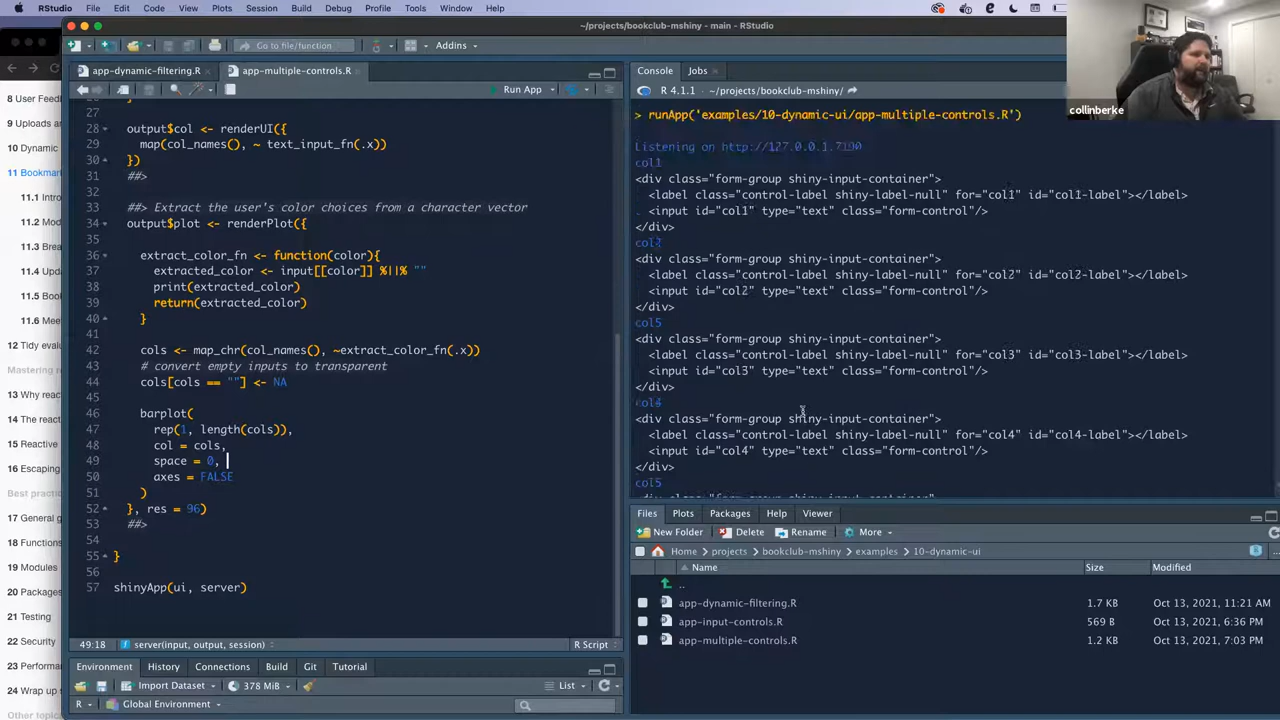 RStudio File Edit Code View Plots Session Build Debug Profile Tools Window Help
~/projects/bookclub-mshiny - main - RStudio
Go to file/function
Addins
8 User Feed
9 Uploads an
10 Dynamic
11 Bookmar
11.1 Intro
11.2 Mod
11.3 Brea
11.4 Upda
11.5 Book
11.6 Mee
12 Tidy evalu
Mastering re
13 Why reac
14 The reacti
15 Reactive
16 Escaping
Best practic
17 General g
18 Functions
19 Modules
20 Packages
21 Testing
22 Security
23 Performa
24 Wrap up s
Other topics
app-dynamic-filtering.R
app-multiple-controls.R
Run App
27
28 output$col <- renderUI({
29 map(col_names(), ~ text_input_fn(.x))
30 })
31 ##>
32
33 ##> Extract the user's color choices from a character vector
34 output$plot <- renderPlot({
35
36 extract_color_fn <- function(color){
37 extracted_color <- input[[color]] %||% ""
38 print(extracted_color)
39 return(extracted_color)
40 }
41
42 cols <- map_chr(col_names(), ~extract_color_fn(.x))
43 # convert empty inputs to transparent
44 cols[cols == ""] <- NA
45
46 barplot(
47 rep(1, length(cols)),
48 col = cols,
49 space = 0,
50 axes = FALSE
51 )
52 }, res = 96)
53 ##>
54
55 }
56
57 shinyApp(ui, server)
49:18 server(input, output, session) R Script
Environment History Connections Build Git Tutorial
Import Dataset 378 MiB List
R Global Environment
Console Jobs
R 4.1.1 ~/projects/bookclub-mshiny/
> runApp('examples/10-dynamic-ui/app-multiple-controls.R')
Listening on
col1
<div class="form-group shiny-input-container">
<label class="control-label shiny-label-null" for="col1" id="col1-label"></label>
<input id="col1" type="text" class="form-control"/>
</div>
<div class="form-group shiny-input-container">
<label class="control-label shiny-label-null" for="col2" id="col2-label"></label>
<input id="col2" type="text" class="form-control"/>
</div>
<div class="form-group shiny-input-container">
<label class="control-label shiny-label-null" for="col3" id="col3-label"></label>
<input id="col3" type="text" class="form-control"/>
</div>
col4
<div class="form-group shiny-input-container">
<label class="control-label shiny-label-null" for="col4" id="col4-label"></label>
<input id="col4" type="text" class="form-control"/>
</div>
col5
<div class="form-group shiny-input-container">
Files Plots Packages Help Viewer
New Folder Delete Rename More
Home projects bookclub-mshiny examples 10-dynamic-ui
Name Size Modified
..
app-dynamic-filtering.R 1.7 KB Oct 13, 2021, 11:21 AM
app-input-controls.R 569 B Oct 13, 2021, 6:36 PM
app-multiple-controls.R 1.2 KB Oct 13, 2021, 7:03 PM
collinberke